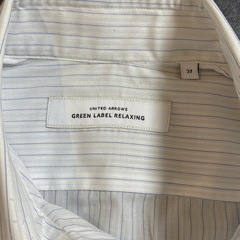 39
UNITED ARROWS
GREEN LABEL RELAXING